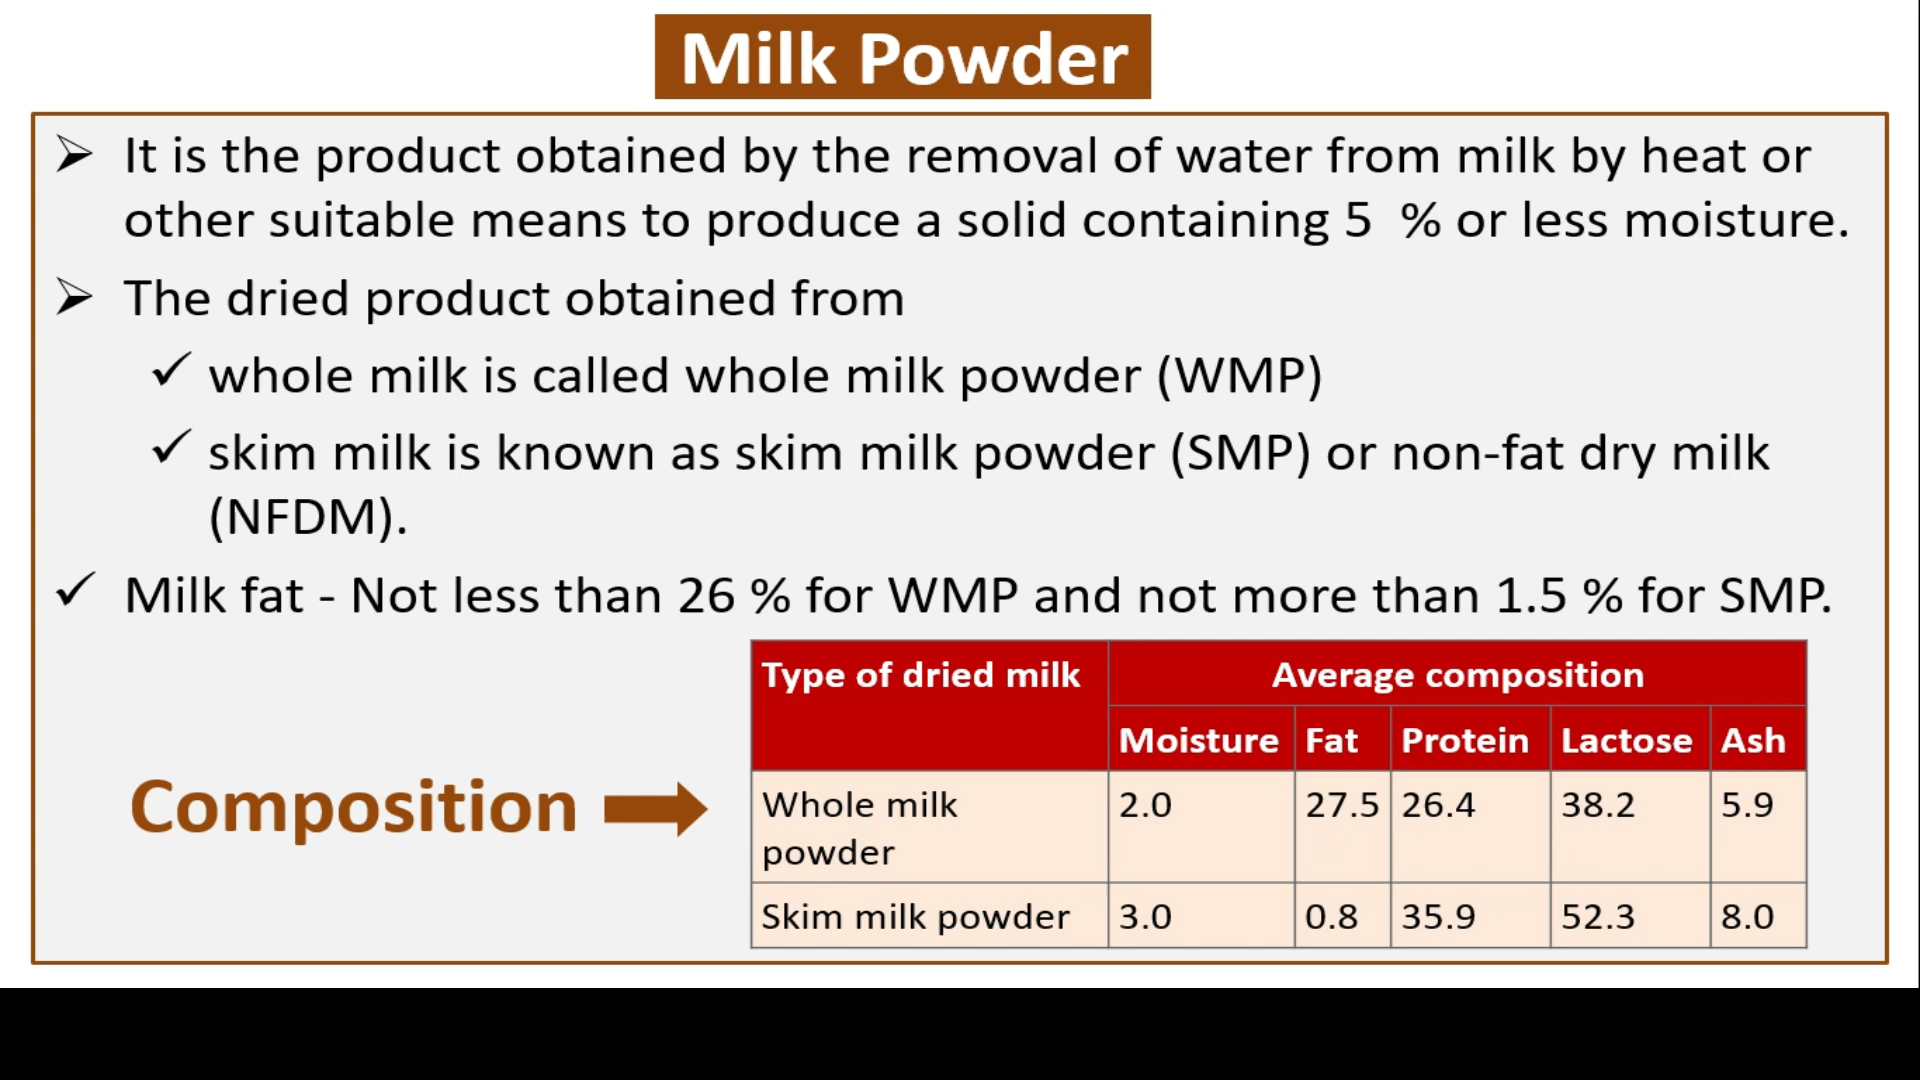 Milk Powder
It is the product obtained by the removal of water from milk by heat or
other suitable means to produce a solid containing 5 % or less moisture.
The dried product obtained from
whole milk is called whole milk powder (WMP)
skim milk is known as skim milk powder (SMP) or non-fat dry milk
(NFDM).
Milk fat - Not less than 26 % for WMP and not more than 1.5 % for SMP.
Composition
Type of dried milk Average composition
Moisture Fat Protein Lactose Ash
Whole milk 2.0 27.5 26.4 38.2 5.9
powder
Skim milk powder 3.0 0.8 35.9 52.3 8.0